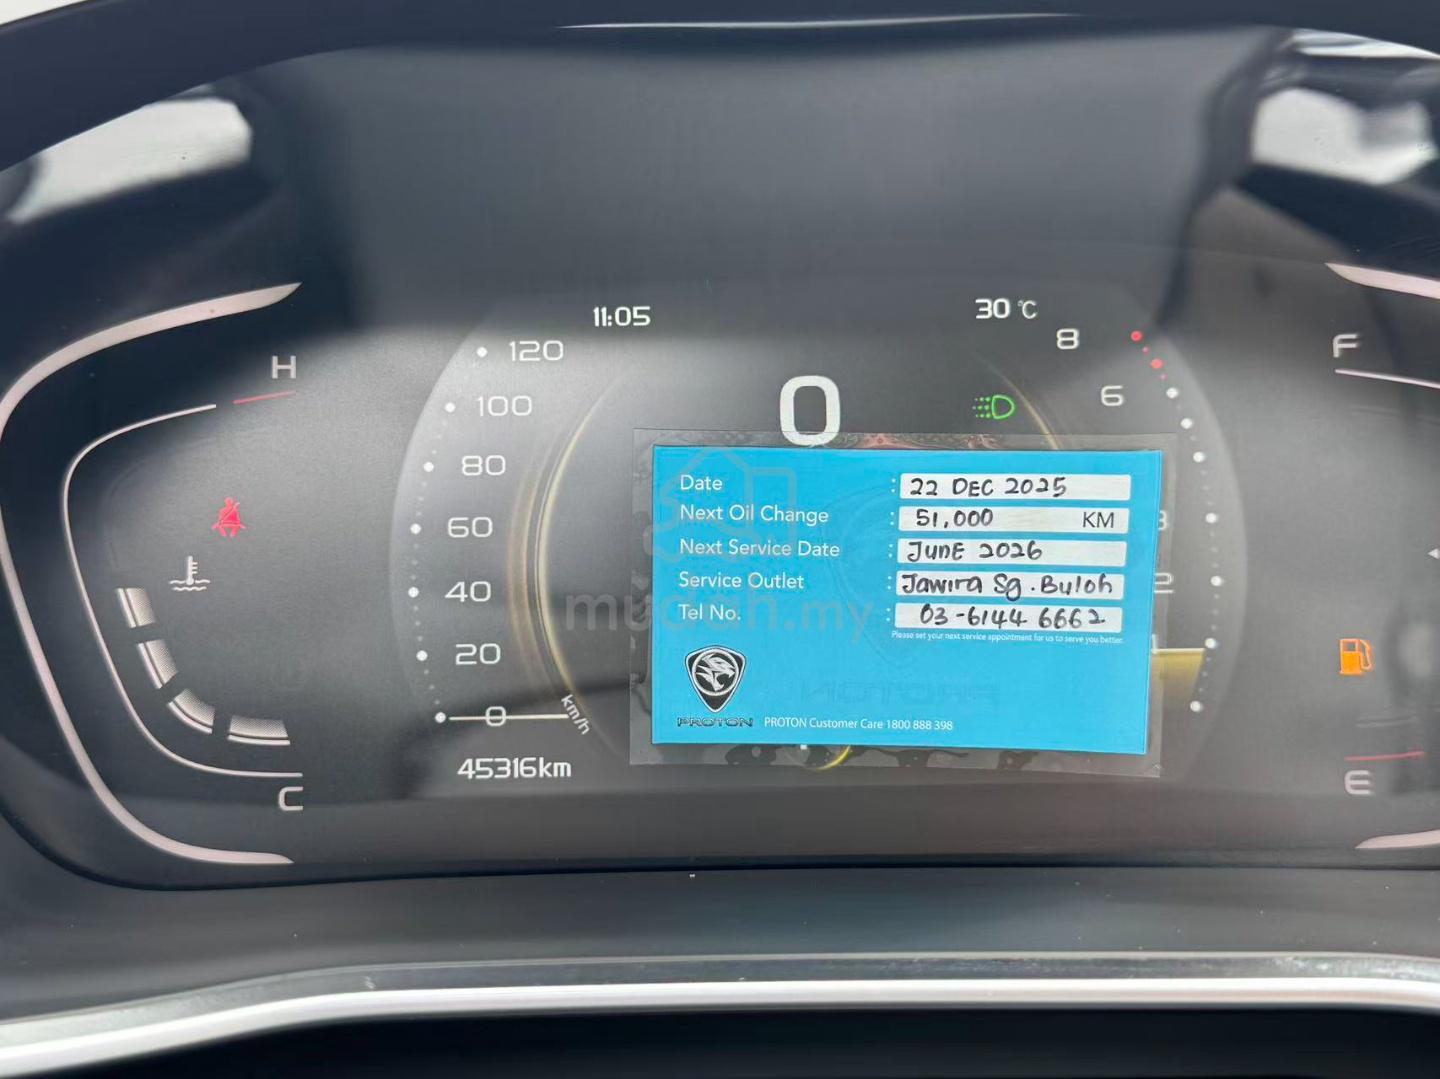 11:05
30 °C
H
120
100
80
60
40
20
0
km/h
0
8
6
2
1
F
E
C
45316km
Date : 22 DEC 2025
Next Oil Change : 51,000 KM
Next Service Date : JUNE 2026
Service Outlet : Jawira Sg. Buloh
Tel No. : 03-6144 6662
Please set your next service appointment for us to serve you better.
PROTON
PROTON Customer Care 1800 888 398
mudah.my